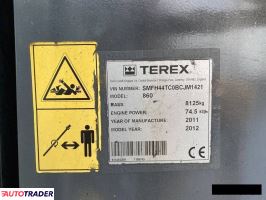 TEREX
VIN NUMBER: SMFH44TC0BCJM1421
MODEL: 860
MASS: 8125kg
ENGINE POWER: 74.5
YEAR OF MANUFACTURE: 2011
MODEL YEAR: 2012
AUTOTRADER